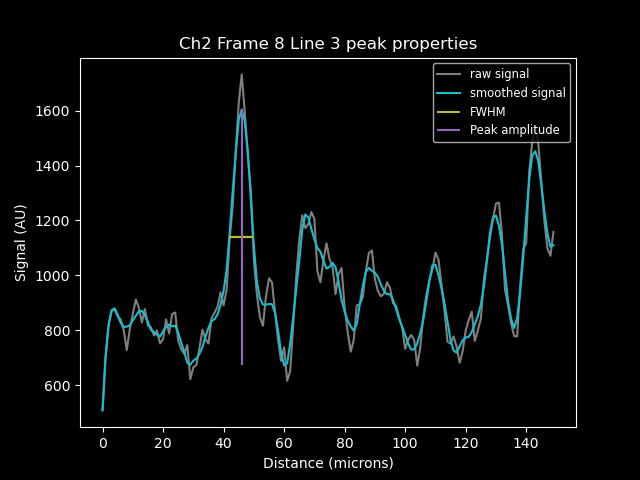 Ch2 Frame 8 Line 3 peak properties
raw signal
smoothed signal
FWHM
Peak amplitude
Signal (AU)
1600
1400
1200
1000
800
600
0 20 40 60 80 100 120 140
Distance (microns)